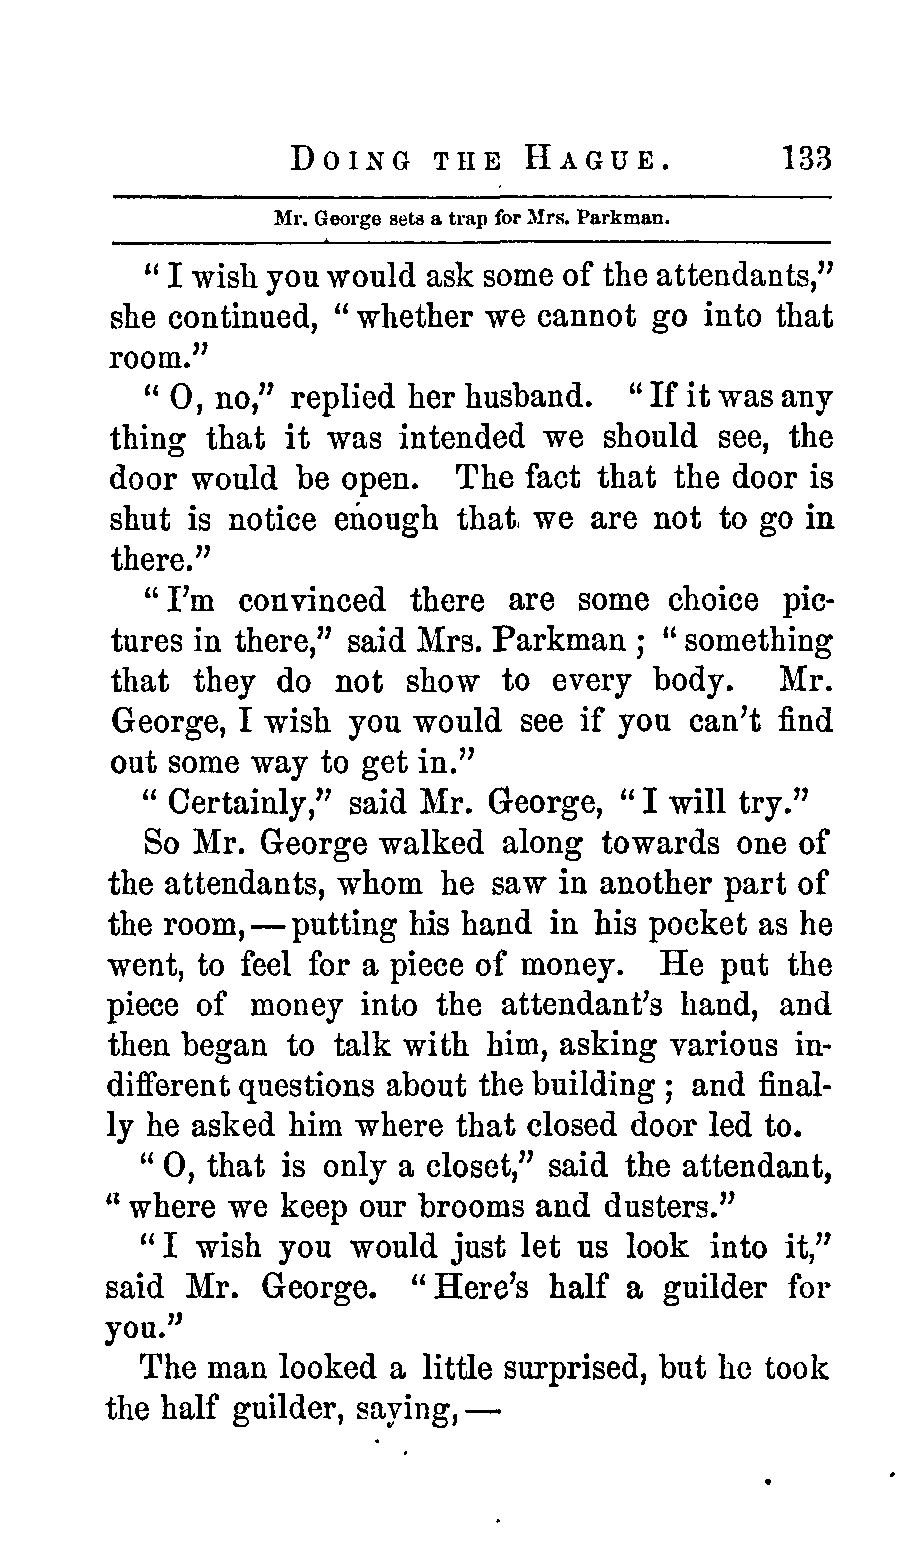 DOING THE HAGUE. 133
Mr. George sets a trap for Mrs. Parkman.
“ I wish you would ask some of the attendants,”
she continued, “ whether we cannot go into that
room.”
“ O, no,” replied her husband. “ If it was any
thing that it was intended we should see, the
door would be open. The fact that the door is
shut is notice enough that we are not to go in
there.”
“ I’m convinced there are some choice pic-
tures in there,” said Mrs. Parkman ; “ something
that they do not show to every body. Mr.
George, I wish you would see if you can’t find
out some way to get in.”
“ Certainly,” said Mr. George, “ I will try.”
So Mr. George walked along towards one of
the attendants, whom he saw in another part of
the room, — putting his hand in his pocket as he
went, to feel for a piece of money. He put the
piece of money into the attendant’s hand, and
then began to talk with him, asking various in-
different questions about the building ; and final-
ly he asked him where that closed door led to.
“ O, that is only a closet,” said the attendant,
“ where we keep our brooms and dusters.”
“ I wish you would just let us look into it,”
said Mr. George. “ Here’s half a guilder for
you.”
The man looked a little surprised, but he took
the half guilder, saying, —